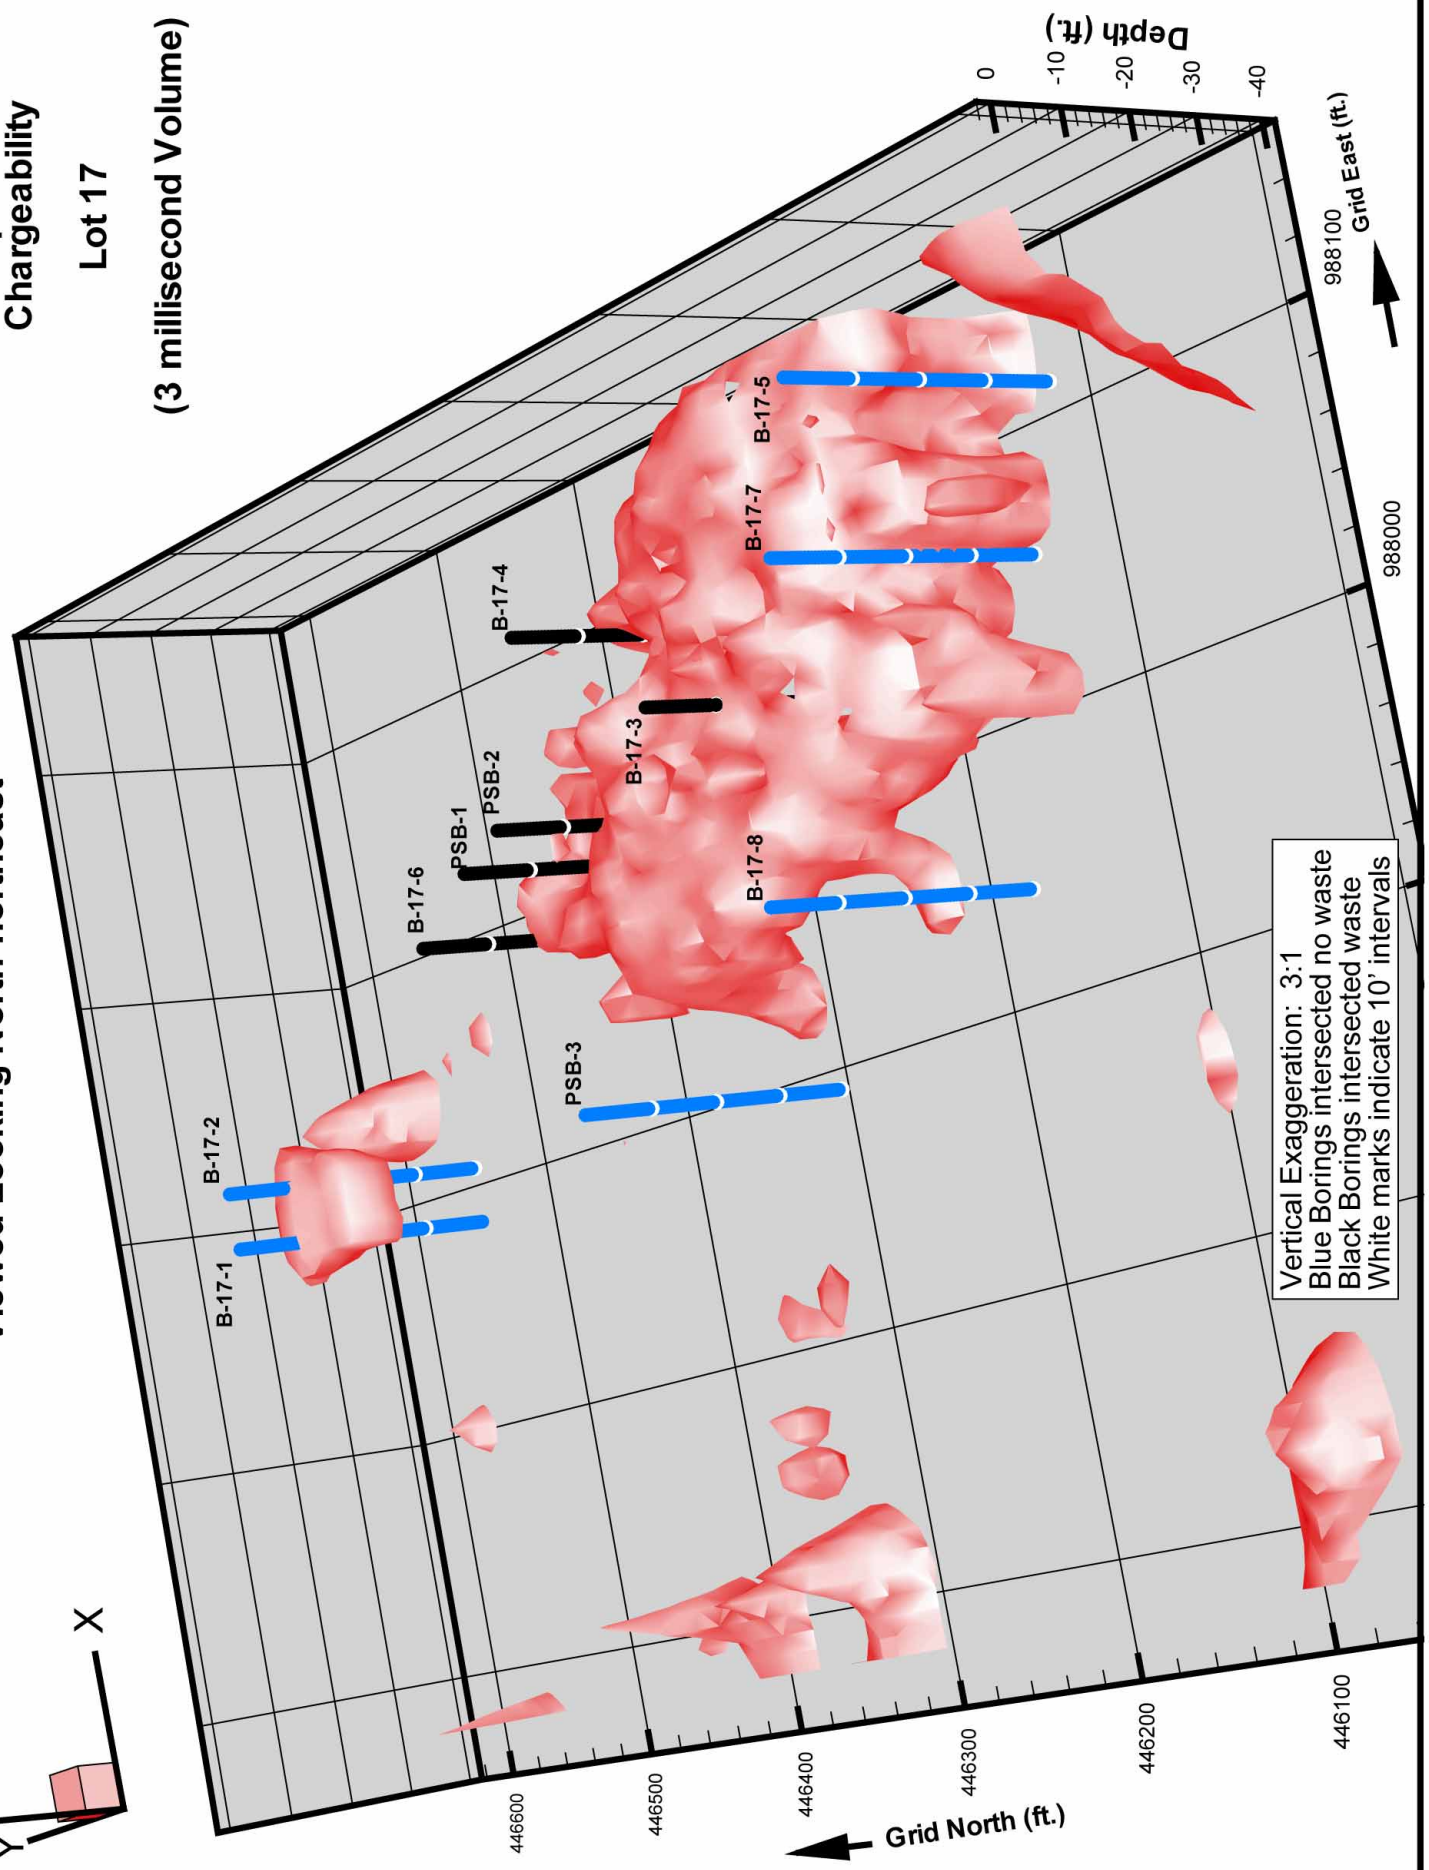 Chargeability
Lot 17
(3 millisecond Volume)
Y
X
B-17-1
B-17-2
B-17-6
PSB-1
PSB-2
B-17-4
PSB-3
B-17-3
B-17-8
B-17-7
B-17-5
0
-10
-20
-30
-40
Depth (ft.)
Grid East (ft.)
988100
988000
446600
446500
446400
446300
446200
446100
Grid North (ft.)
Vertical Exaggeration: 3:1
Blue Borings intersected no waste
Black Borings intersected waste
White marks indicate 10' intervals